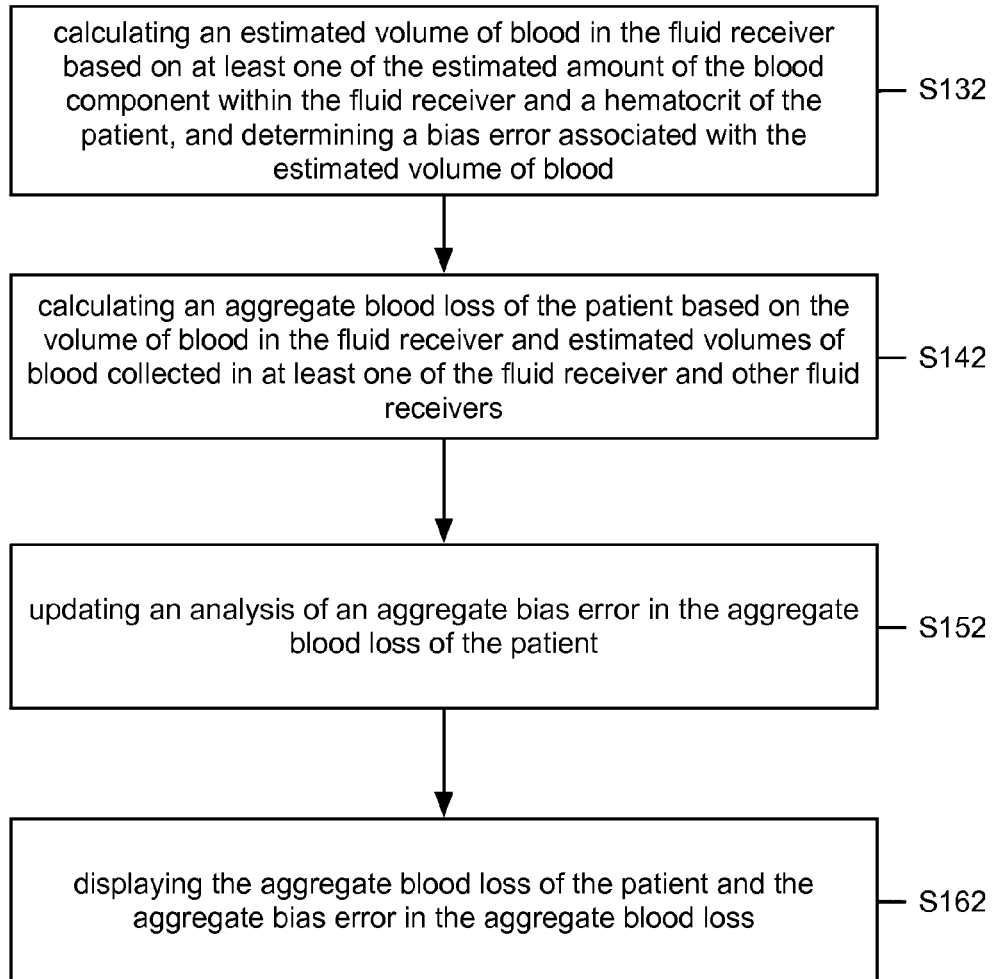 calculating an estimated volume of blood in the fluid receiver
based on at least one of the estimated amount of the blood
component within the fluid receiver and a hematocrit of the
patient, and determining a bias error associated with the
estimated volume of blood
S132
calculating an aggregate blood loss of the patient based on the
volume of blood in the fluid receiver and estimated volumes of
blood collected in at least one of the fluid receiver and other fluid
receivers
S142
updating an analysis of an aggregate bias error in the aggregate
blood loss of the patient
S152
displaying the aggregate blood loss of the patient and the
aggregate bias error in the aggregate blood loss
S162